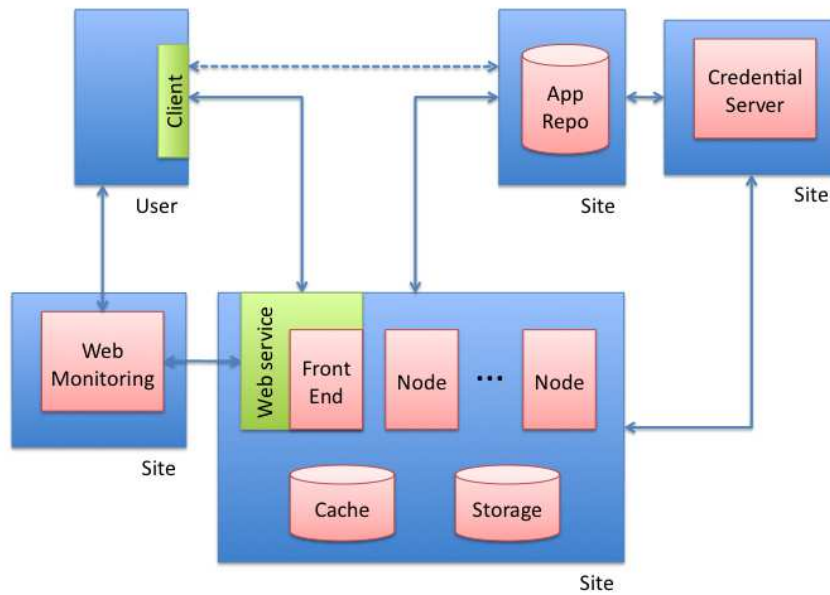 Client
App
Repo
Credential
Server
User
Site
Site
Web
Monitoring
Web service
Front
End
Node
...
Node
Site
Cache
Storage
Site